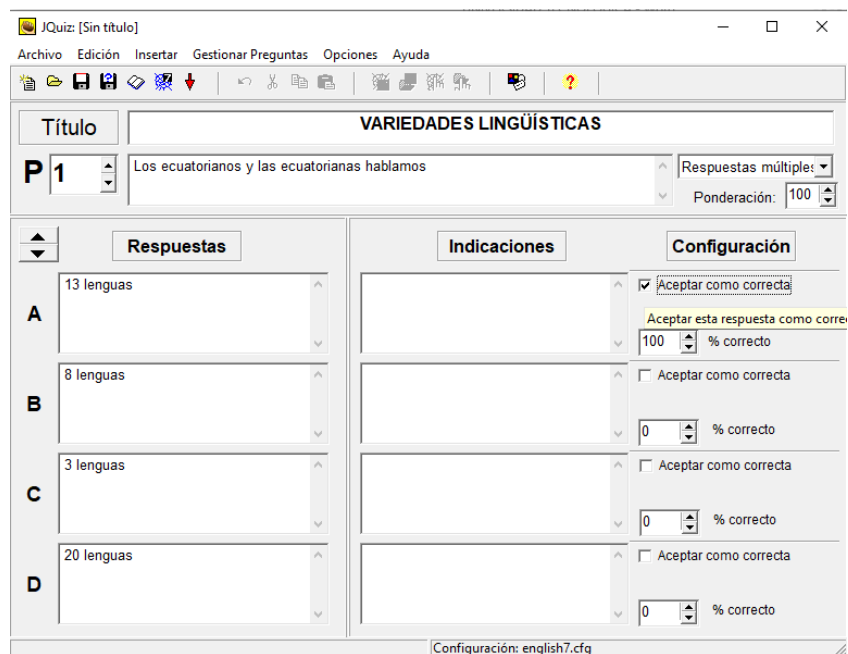 JQuiz: [Sin título]
Archivo Edición Insertar Gestionar Preguntas Opciones Ayuda
Título
VARIEDADES LINGÜÍSTICAS
P 1
Los ecuatorianos y las ecuatorianas hablamos
Respuestas múltiples
Ponderación: 100
Respuestas
Indicaciones
Configuración
A
13 lenguas
Aceptar como correcta
Aceptar esta respuesta como corre
100 % correcto
B
8 lenguas
Aceptar como correcta
0 % correcto
C
3 lenguas
Aceptar como correcta
0 % correcto
D
20 lenguas
Aceptar como correcta
0 % correcto
Configuración: english7.cfg